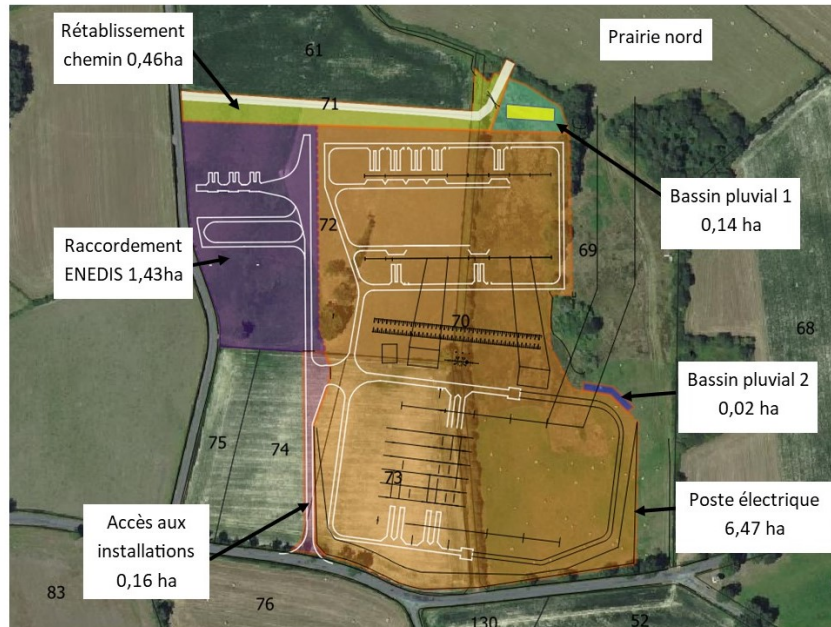 Rétablissement
chemin 0,46ha
61
Prairie nord
71
Bassin pluvial 1
0,14 ha
72
69
Raccordement
ENEDIS 1,43ha
70
68
Bassin pluvial 2
0,02 ha
75
74
73
Poste électrique
6,47 ha
Accès aux
installations
0,16 ha
83
76
130
52